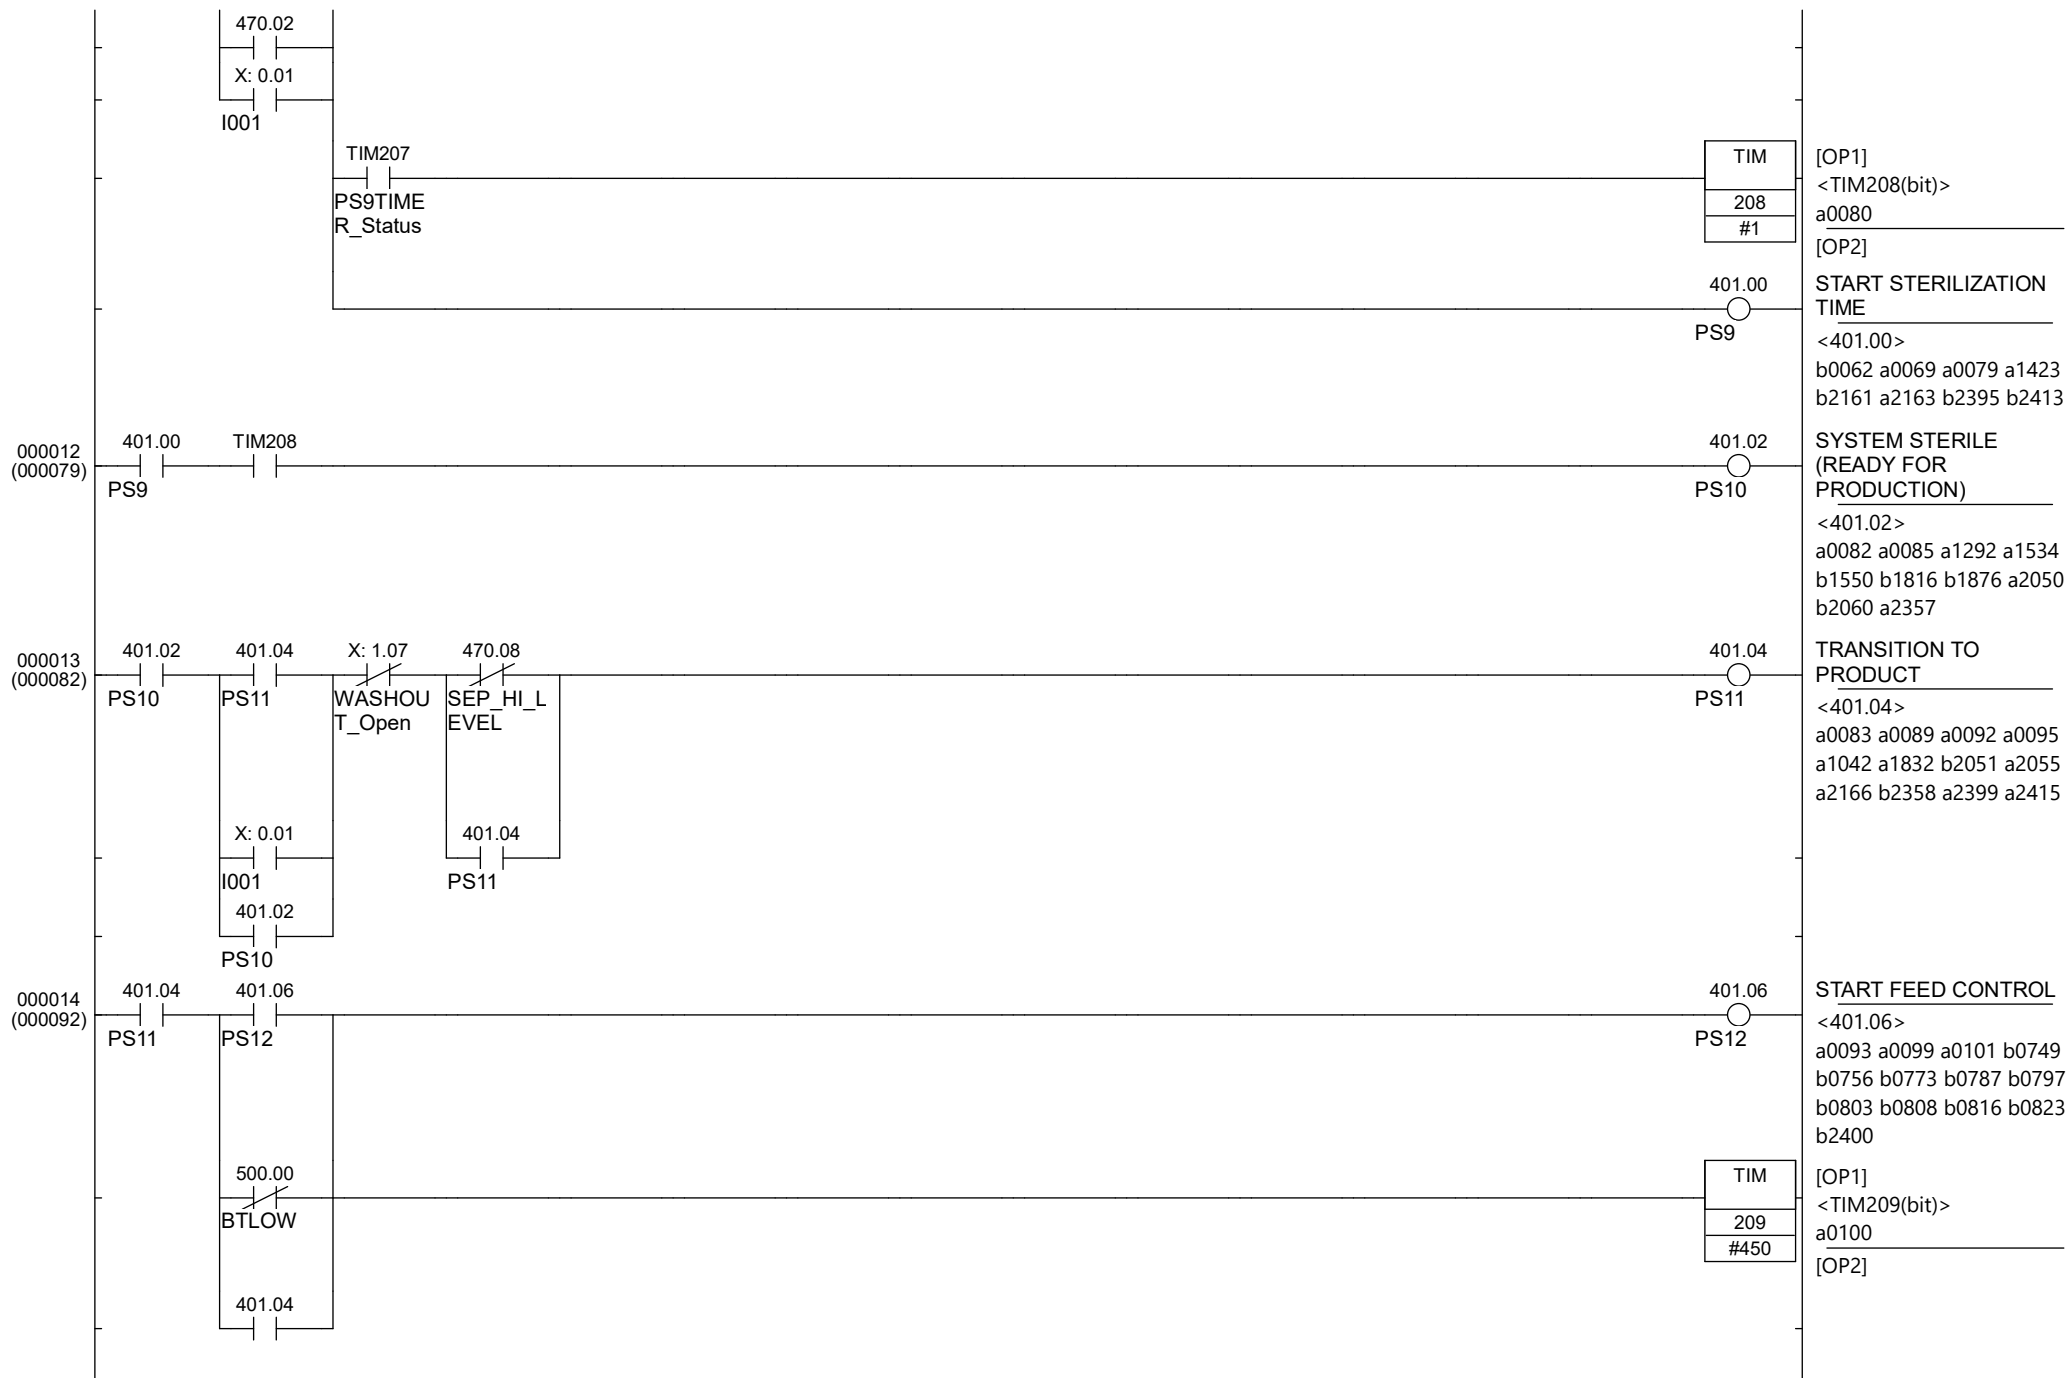 470.02
X: 0.01
I001
TIM207
PS9TIME
R_Status
TIM
208
#1
[OP1]
<TIM208(bit)>
a0080
[OP2]
401.00
PS9
START STERILIZATION
TIME
<401.00>
b0062 a0069 a0079 a1423
b2161 a2163 b2395 b2413
000012
(000079)
401.00
PS9
TIM208
401.02
PS10
SYSTEM STERILE
(READY FOR
PRODUCTION)
<401.02>
a0082 a0085 a1292 a1534
b1550 b1816 b1876 a2050
b2060 a2357
000013
(000082)
401.02
PS10
401.04
PS11
X: 1.07
WASHOU
T_Open
470.08
SEP_HI_L
EVEL
401.04
PS11
TRANSITION TO
PRODUCT
<401.04>
a0083 a0089 a0092 a0095
a1042 a1832 b2051 a2055
a2166 b2358 a2399 a2415
X: 0.01
I001
401.04
PS11
401.02
PS10
000014
(000092)
401.04
PS11
401.06
PS12
401.06
PS12
START FEED CONTROL
<401.06>
a0093 a0099 a0101 b0749
b0756 b0773 b0787 b0797
b0803 b0808 b0816 b0823
b2400
500.00
BTLOW
TIM
209
#450
[OP1]
<TIM209(bit)>
a0100
[OP2]
401.04